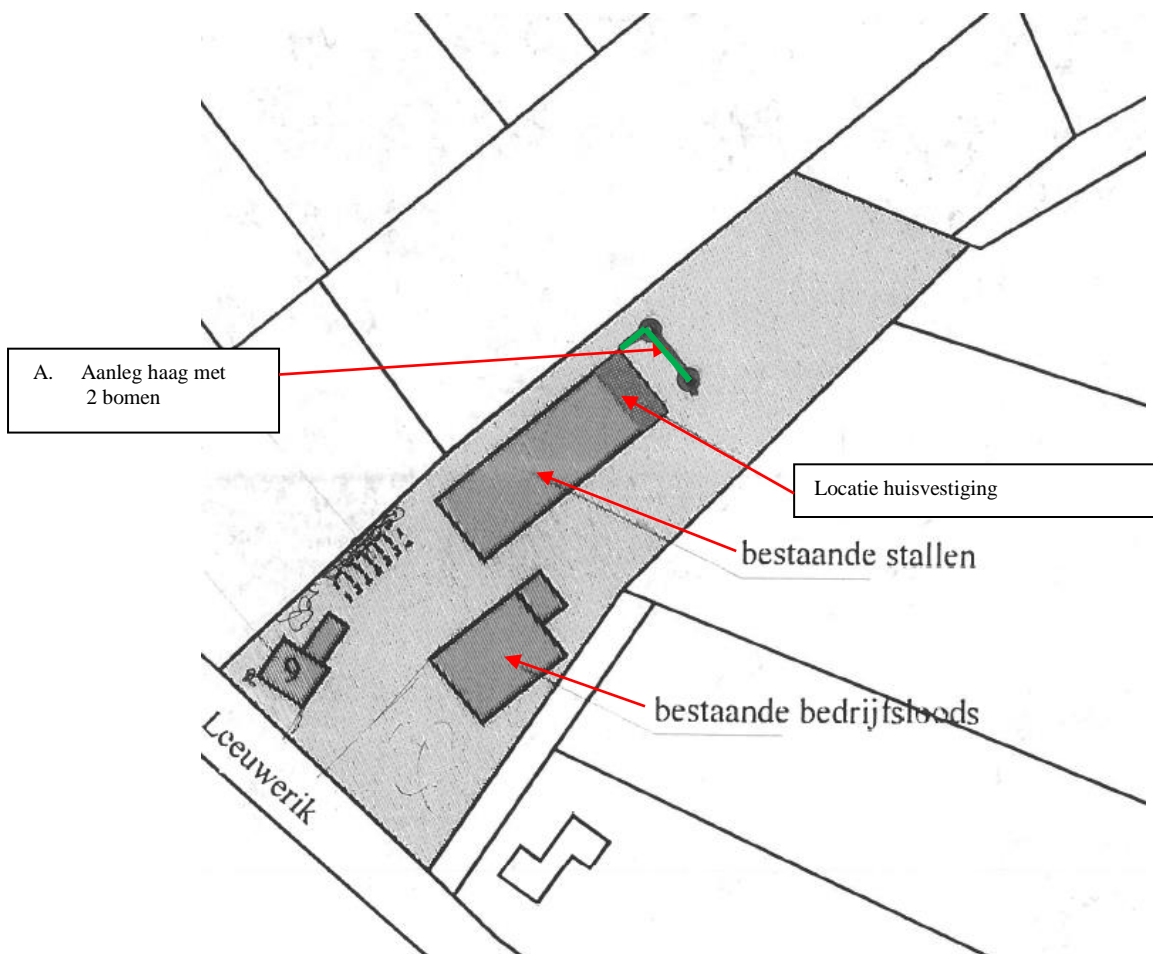 A. Aanleg haag met
2 bomen
Locatie huisvestiging
bestaande stallen
9
bestaande bedrijfsloods
Leeuwerik